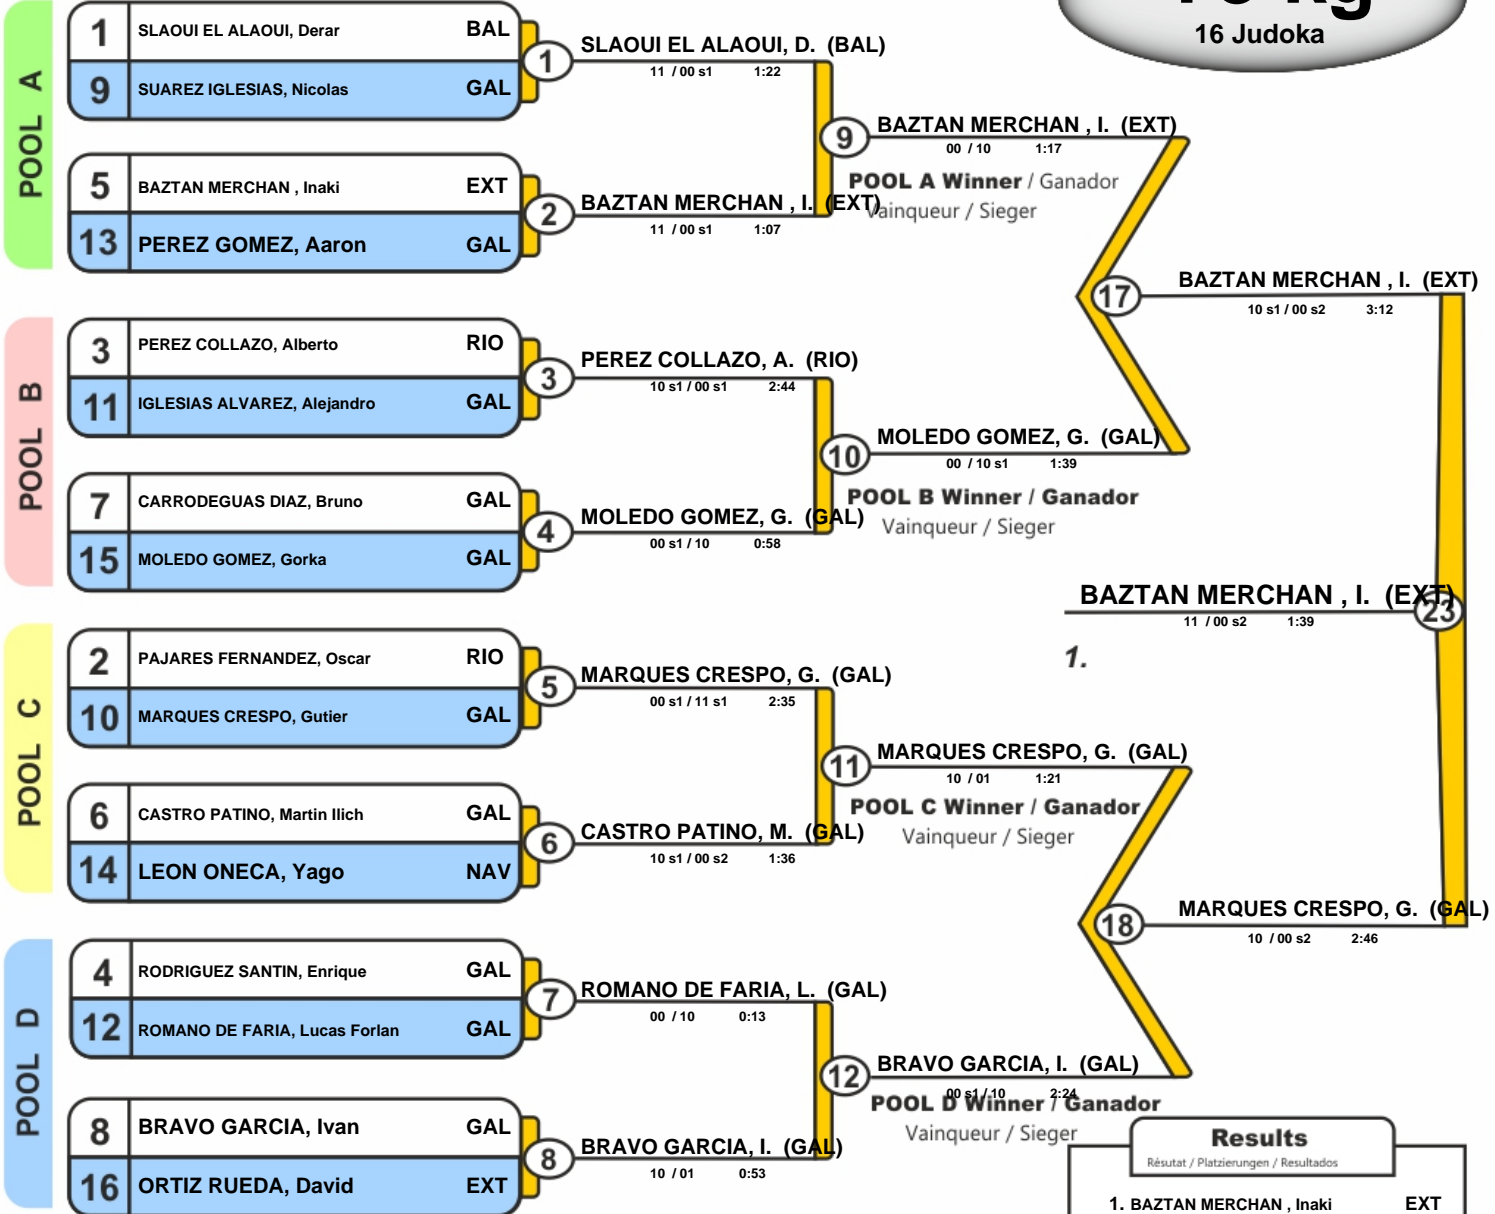 16 Judoka
POOL A
1 SLAOUI EL ALAOUI, Derar BAL
9 SUAREZ IGLESIAS, Nicolas GAL
5 BAZTAN MERCHAN , Inaki EXT
13 PEREZ GOMEZ, Aaron GAL
POOL B
3 PEREZ COLLAZO, Alberto RIO
11 IGLESIAS ALVAREZ, Alejandro GAL
7 CARRODEGUAS DIAZ, Bruno GAL
15 MOLEDO GOMEZ, Gorka GAL
POOL C
2 PAJARES FERNANDEZ, Oscar RIO
10 MARQUES CRESPO, Gutier GAL
6 CASTRO PATINO, Martin Ilich GAL
14 LEON ONECA, Yago NAV
POOL D
4 RODRIGUEZ SANTIN, Enrique GAL
12 ROMANO DE FARIA, Lucas Forlan GAL
8 BRAVO GARCIA, Ivan GAL
16 ORTIZ RUEDA, David EXT
1 SLAOUI EL ALAOUI, D. (BAL)
11 / 00 s1 1:22
2 BAZTAN MERCHAN , I. (EXT)
11 / 00 s1 1:07
3 PEREZ COLLAZO, A. (RIO)
10 s1 / 00 s1 2:44
4 MOLEDO GOMEZ, G. (GAL)
00 s1 / 10 0:58
5 MARQUES CRESPO, G. (GAL)
00 s1 / 11 s1 2:35
6 CASTRO PATINO, M. (GAL)
10 s1 / 00 s2 1:36
7 ROMANO DE FARIA, L. (GAL)
00 / 10 0:13
8 BRAVO GARCIA, I. (GAL)
10 / 01 0:53
9 BAZTAN MERCHAN , I. (EXT)
00 / 10 1:17
POOL A Winner / Ganador
Vainqueur / Sieger
10 MOLEDO GOMEZ, G. (GAL)
00 / 10 s1 1:39
POOL B Winner / Ganador
Vainqueur / Sieger
11 MARQUES CRESPO, G. (GAL)
10 / 01 1:21
POOL C Winner / Ganador
Vainqueur / Sieger
12 BRAVO GARCIA, I. (GAL)
00 s1 / 10 2:24
POOL D Winner / Ganador
Vainqueur / Sieger
17 BAZTAN MERCHAN , I. (EXT)
10 s1 / 00 s2 3:12
18 MARQUES CRESPO, G. (GAL)
10 / 00 s2 2:46
BAZTAN MERCHAN , I. (EXT) 23
11 / 00 s2 1:39
1.
Results
Résutat / Platzierungen / Resultados
1. BAZTAN MERCHAN , Inaki EXT